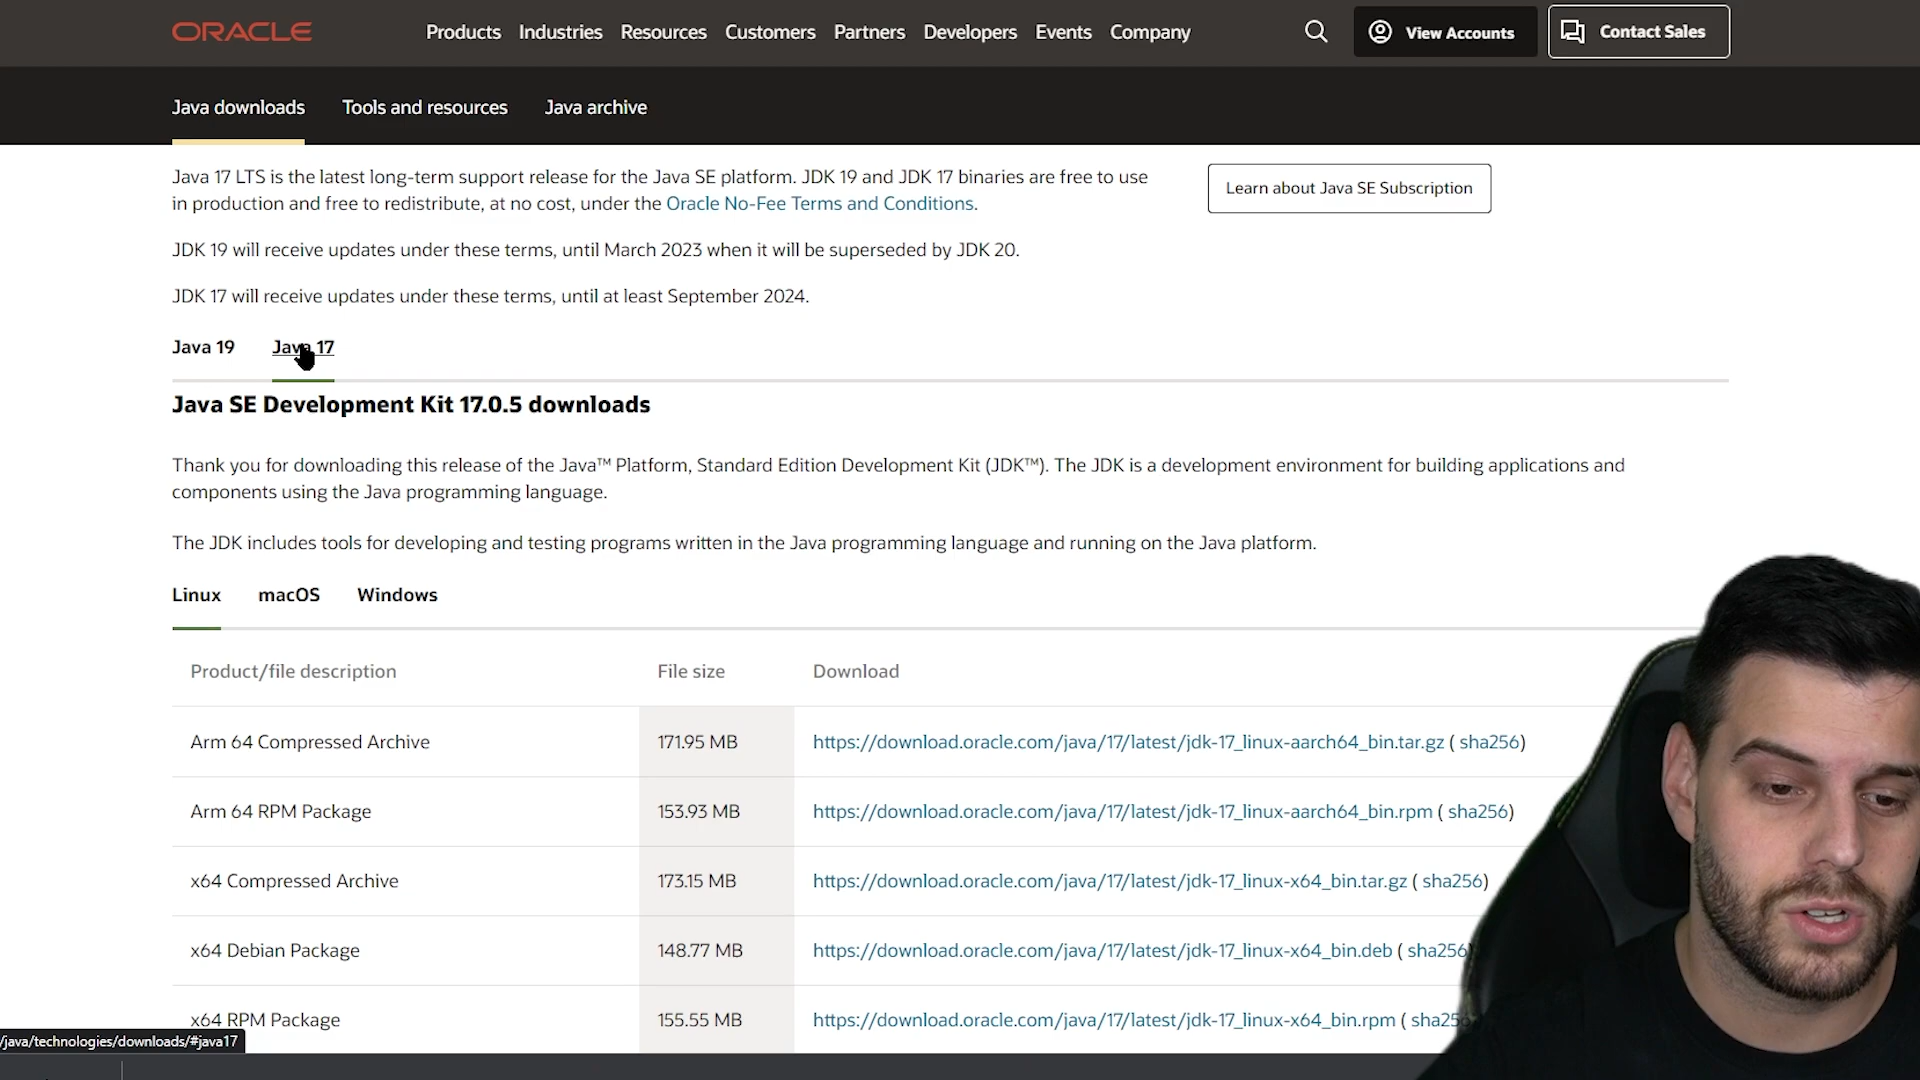 ORACLE
Products Industries Resources Customers Partners Developers Events Company
View Accounts
Contact Sales
Java downloads Tools and resources Java archive
Java 17 LTS is the latest long-term support release for the Java SE platform. JDK 19 and JDK 17 binaries are free to use
in production and free to redistribute, at no cost, under the Oracle No-Fee Terms and Conditions.
Learn about Java SE Subscription
JDK 19 will receive updates under these terms, until March 2023 when it will be superseded by JDK 20.
JDK 17 will receive updates under these terms, until at least September 2024.
Java 19 Java 17
Java SE Development Kit 17.0.5 downloads
Thank you for downloading this release of the Java™ Platform, Standard Edition Development Kit (JDK™). The JDK is a development environment for building applications and
components using the Java programming language.
The JDK includes tools for developing and testing programs written in the Java programming language and running on the Java platform.
Linux macOS Windows
Product/file description File size Download
Arm 64 Compressed Archive 171.95 MB https://download.oracle.com/java/17/latest/jdk-17_linux-aarch64_bin.tar.gz ( sha256)
Arm 64 RPM Package 153.93 MB https://download.oracle.com/java/17/latest/jdk-17_linux-aarch64_bin.rpm ( sha256)
x64 Compressed Archive 173.15 MB https://download.oracle.com/java/17/latest/jdk-17_linux-x64_bin.tar.gz ( sha256)
x64 Debian Package 148.77 MB https://download.oracle.com/java/17/latest/jdk-17_linux-x64_bin.deb ( sha256)
x64 RPM Package 155.55 MB https://download.oracle.com/java/17/latest/jdk-17_linux-x64_bin.rpm ( sha256
/java/technologies/downloads/#java17